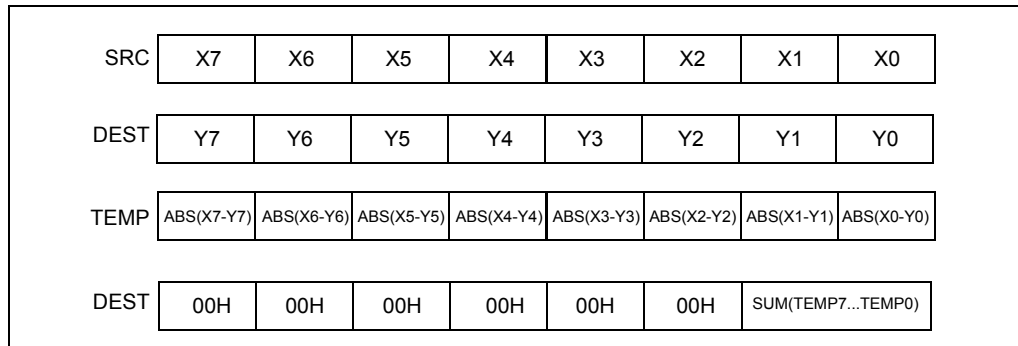 SRC X7 X6 X5 X4 X3 X2 X1 X0
DEST Y7 Y6 Y5 Y4 Y3 Y2 Y1 Y0
TEMP ABS(X7-Y7) ABS(X6-Y6) ABS(X5-Y5) ABS(X4-Y4) ABS(X3-Y3) ABS(X2-Y2) ABS(X1-Y1) ABS(X0-Y0)
DEST 00H 00H 00H 00H 00H 00H SUM(TEMP7...TEMP0)